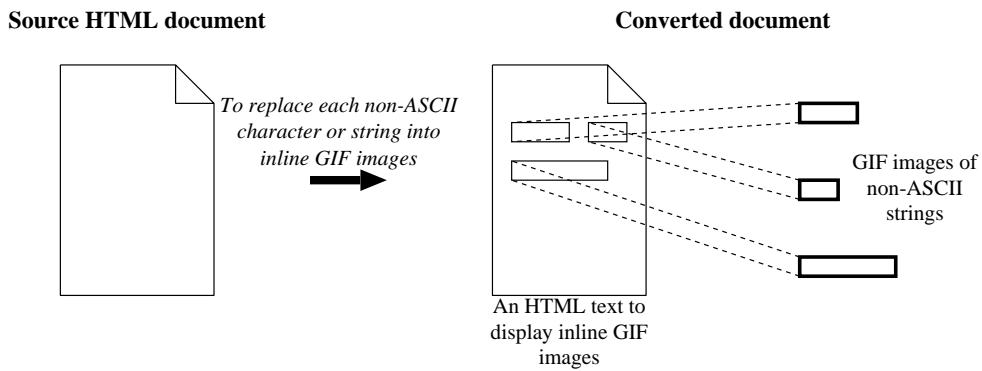 Source HTML document
Converted document
To replace each non-ASCII
character or string into
inline GIF images
GIF images of
non-ASCII
strings
An HTML text to
display inline GIF
images